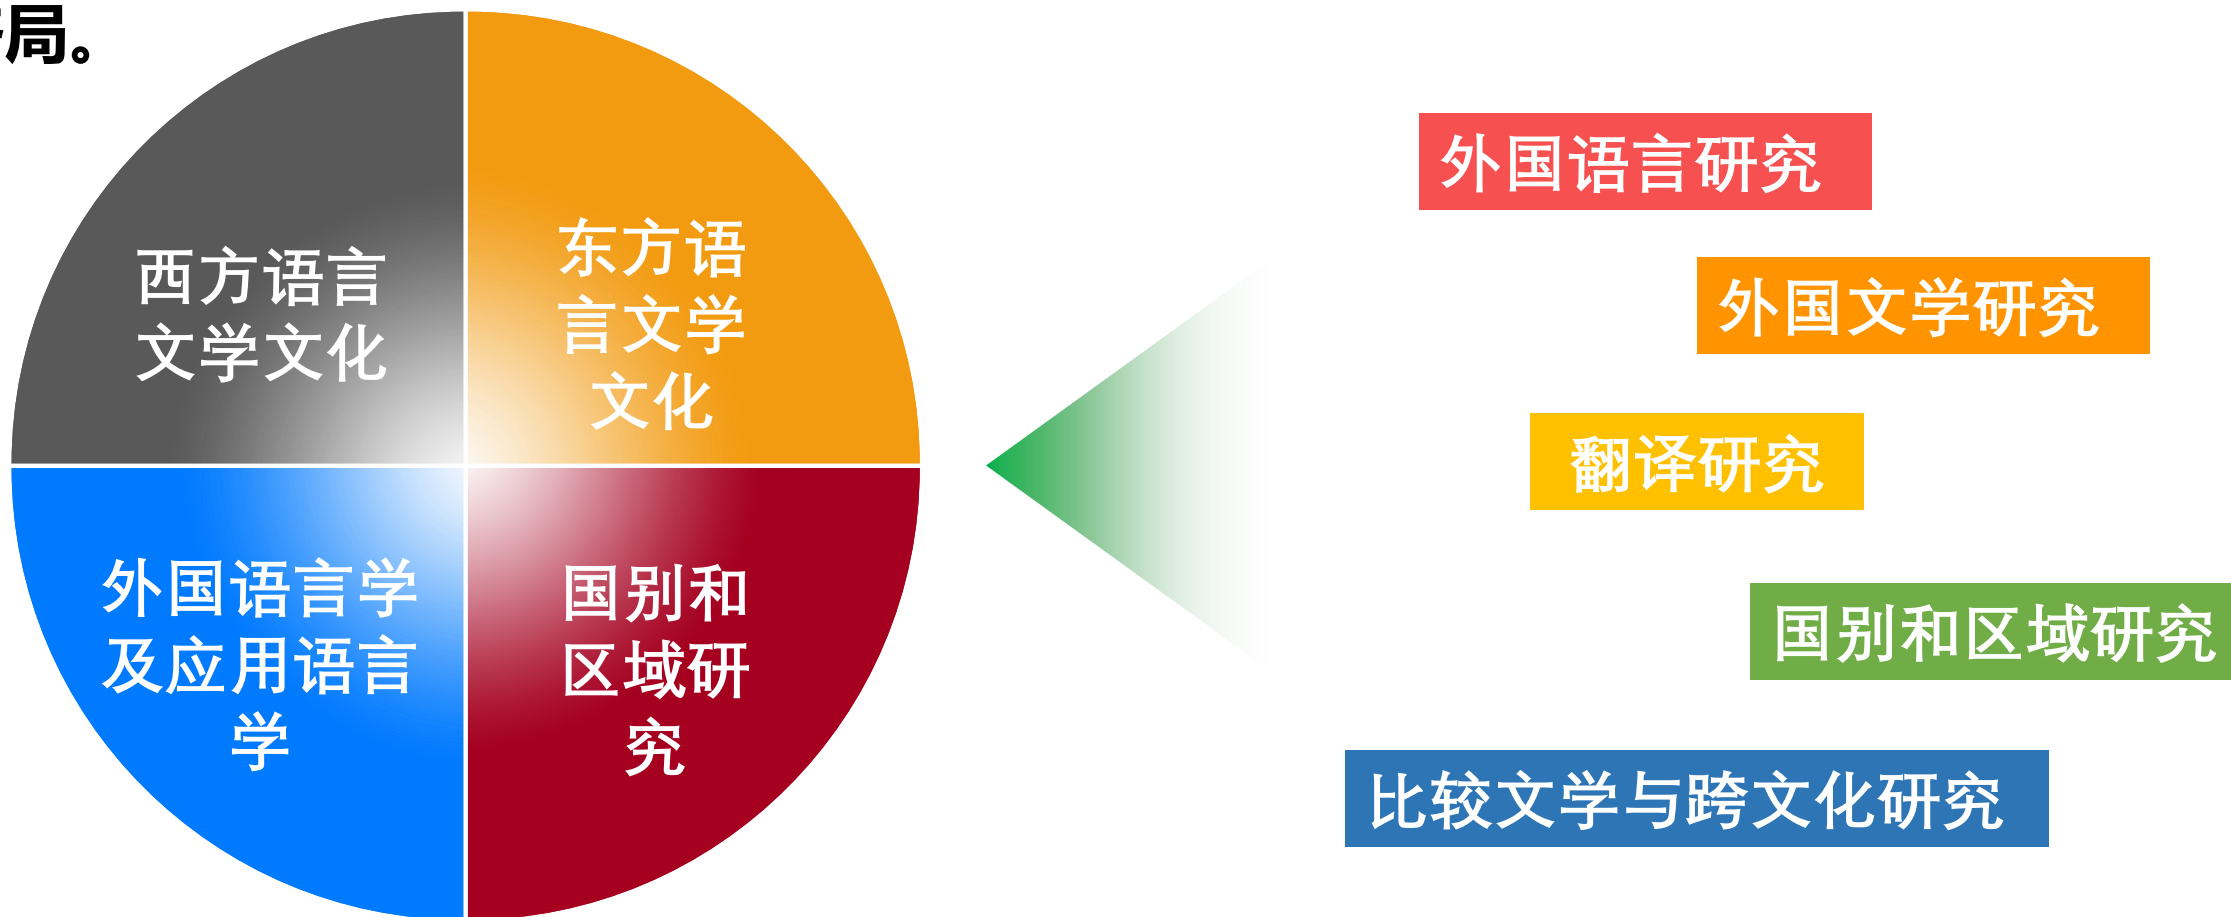 局。
西方语言
文学文化
东方语
言文学
文化
外国语言学
及应用语言
学
国别和
区域研
究
外国语言研究
外国文学研究
翻译研究
国别和区域研究
比较文学与跨文化研究